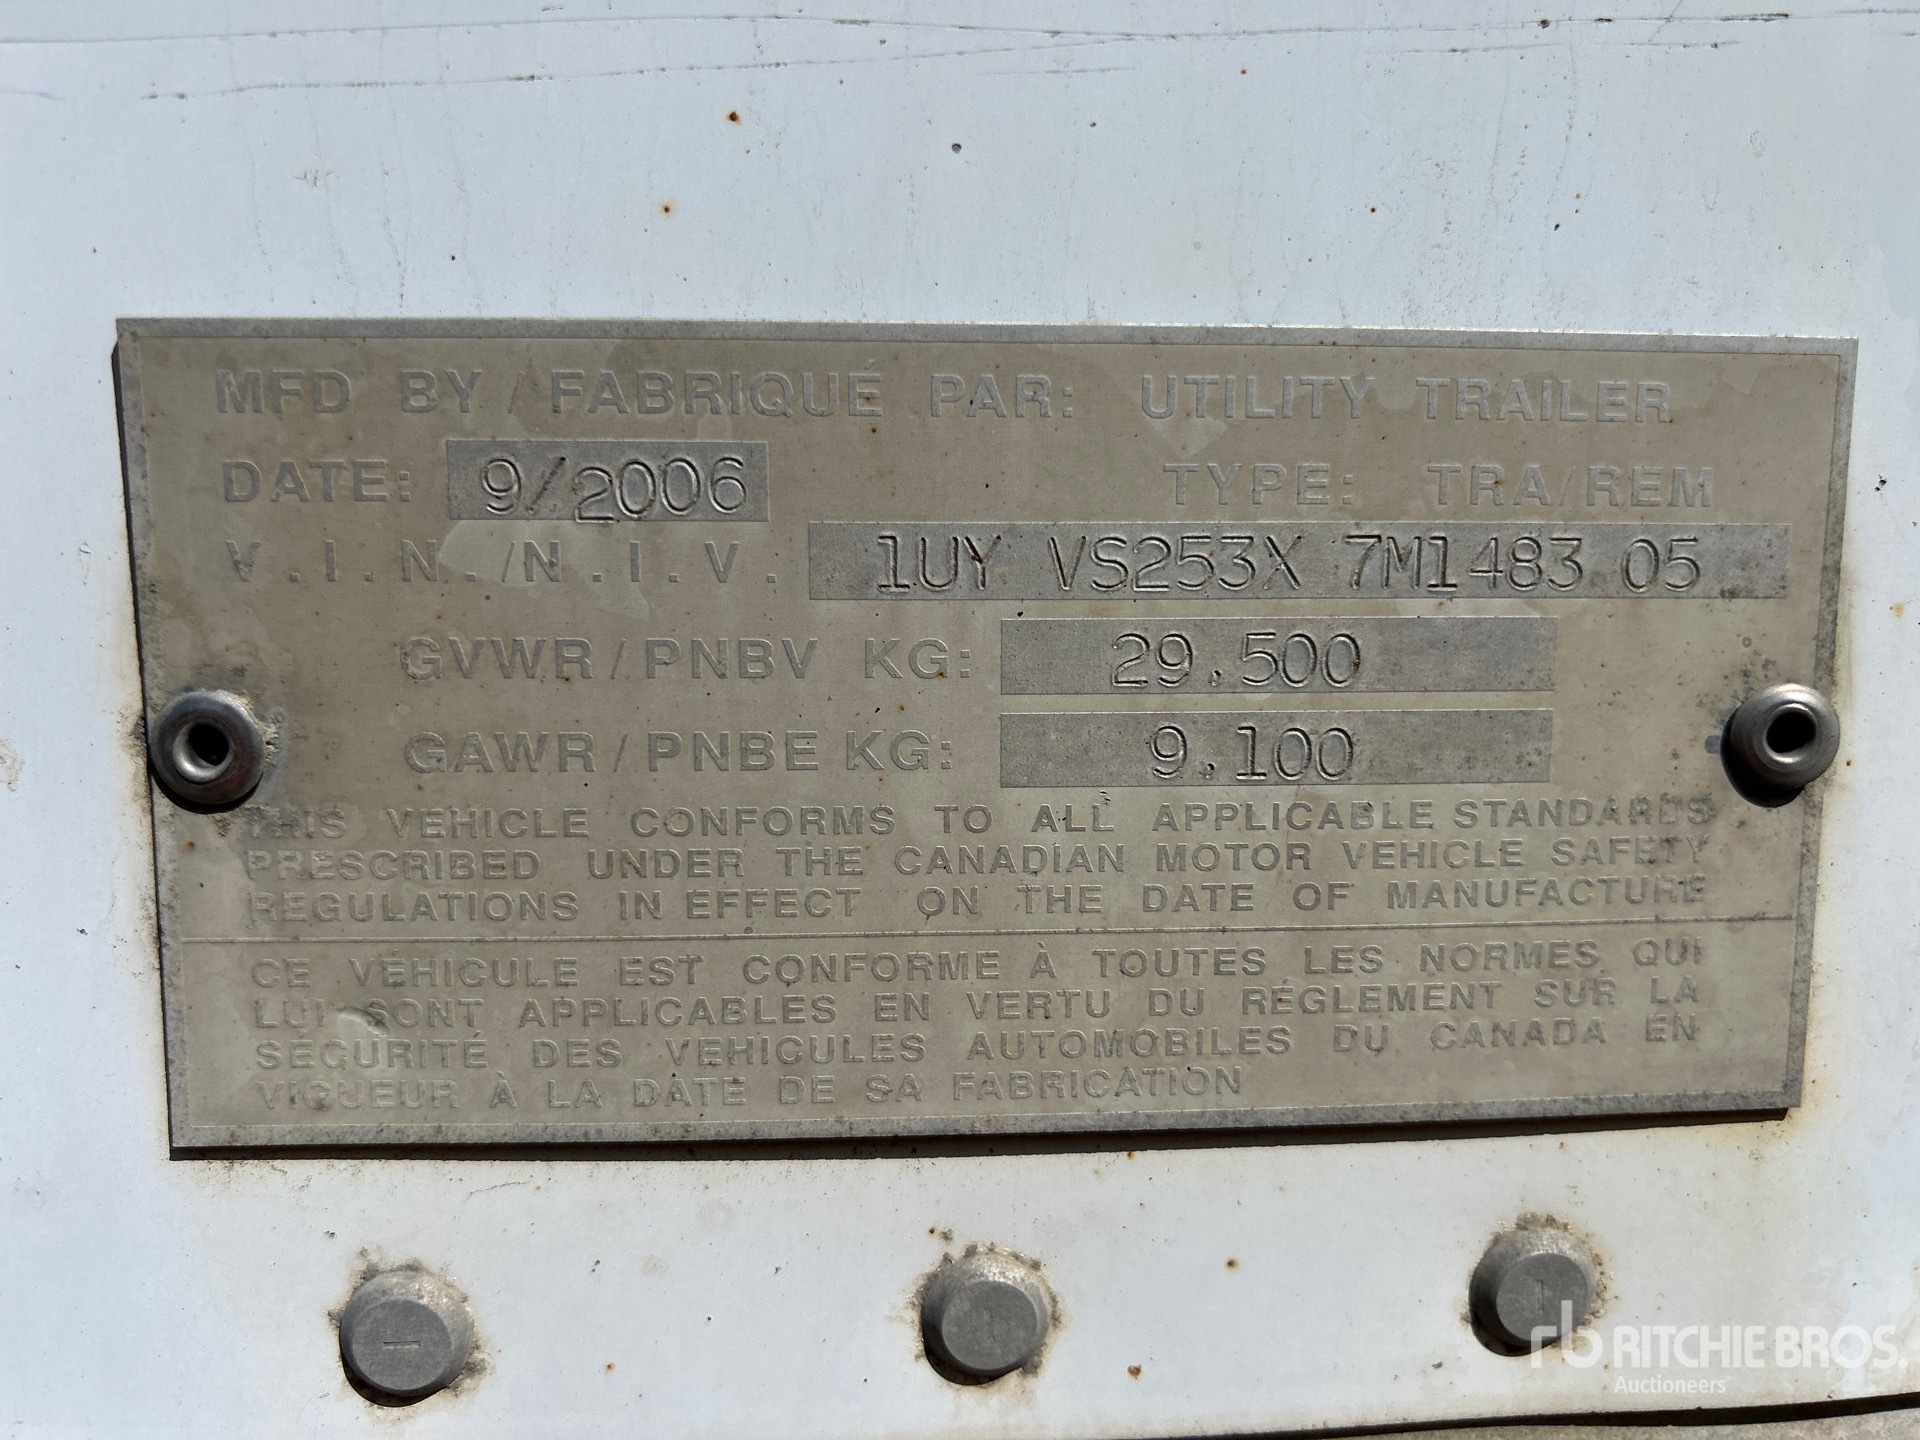 MFD BY / FABRIQUÉ PAR: UTILITY TRAILER
DATE: 9/2006 TYPE: TRA/REM
V.I.N./N.I.V. 1UY VS253X 7M1483 05
GVWR/PNBV KG: 29.500
GAWR/PNBE KG: 9.100
THIS VEHICLE CONFORMS TO ALL APPLICABLE STANDARDS
PRESCRIBED UNDER THE CANADIAN MOTOR VEHICLE SAFETY
REGULATIONS IN EFFECT ON THE DATE OF MANUFACTURE
CE VÉHICULE EST CONFORME À TOUTES LES NORMES QUI
LUI SONT APPLICABLES EN VERTU DU RÉGLEMENT SUR LA
SÉCURITÉ DES VÉHICULES AUTOMOBILES DU CANADA EN
VIGUEUR À LA DATE DE SA FABRICATION
rb RITCHIE BROS.
Auctioneers